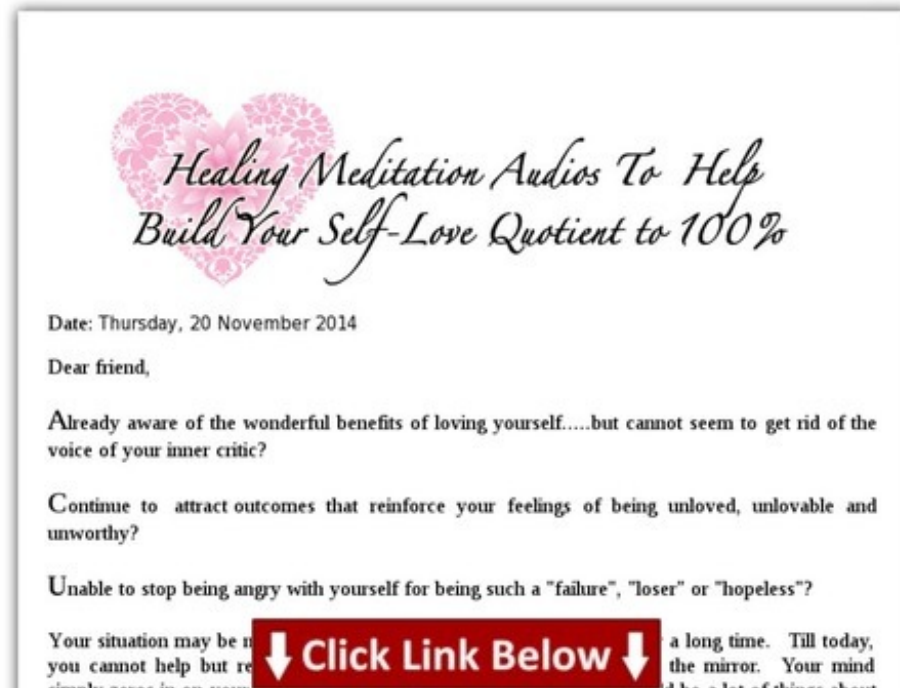 Healing Meditation Audios To Help
Build Your Self-Love Quotient to 100%
Date: Thursday, 20 November 2014
Dear friend,
Already aware of the wonderful benefits of loving yourself.....but cannot seem to get rid of the
voice of your inner critic?
Continue to attract outcomes that reinforce your feelings of being unloved, unlovable and
unworthy?
Unable to stop being angry with yourself for being such a "failure", "loser" or "hopeless"?
Your situation may be a long time. Till today,
you cannot help but the mirror. Your mind
Click Link Below